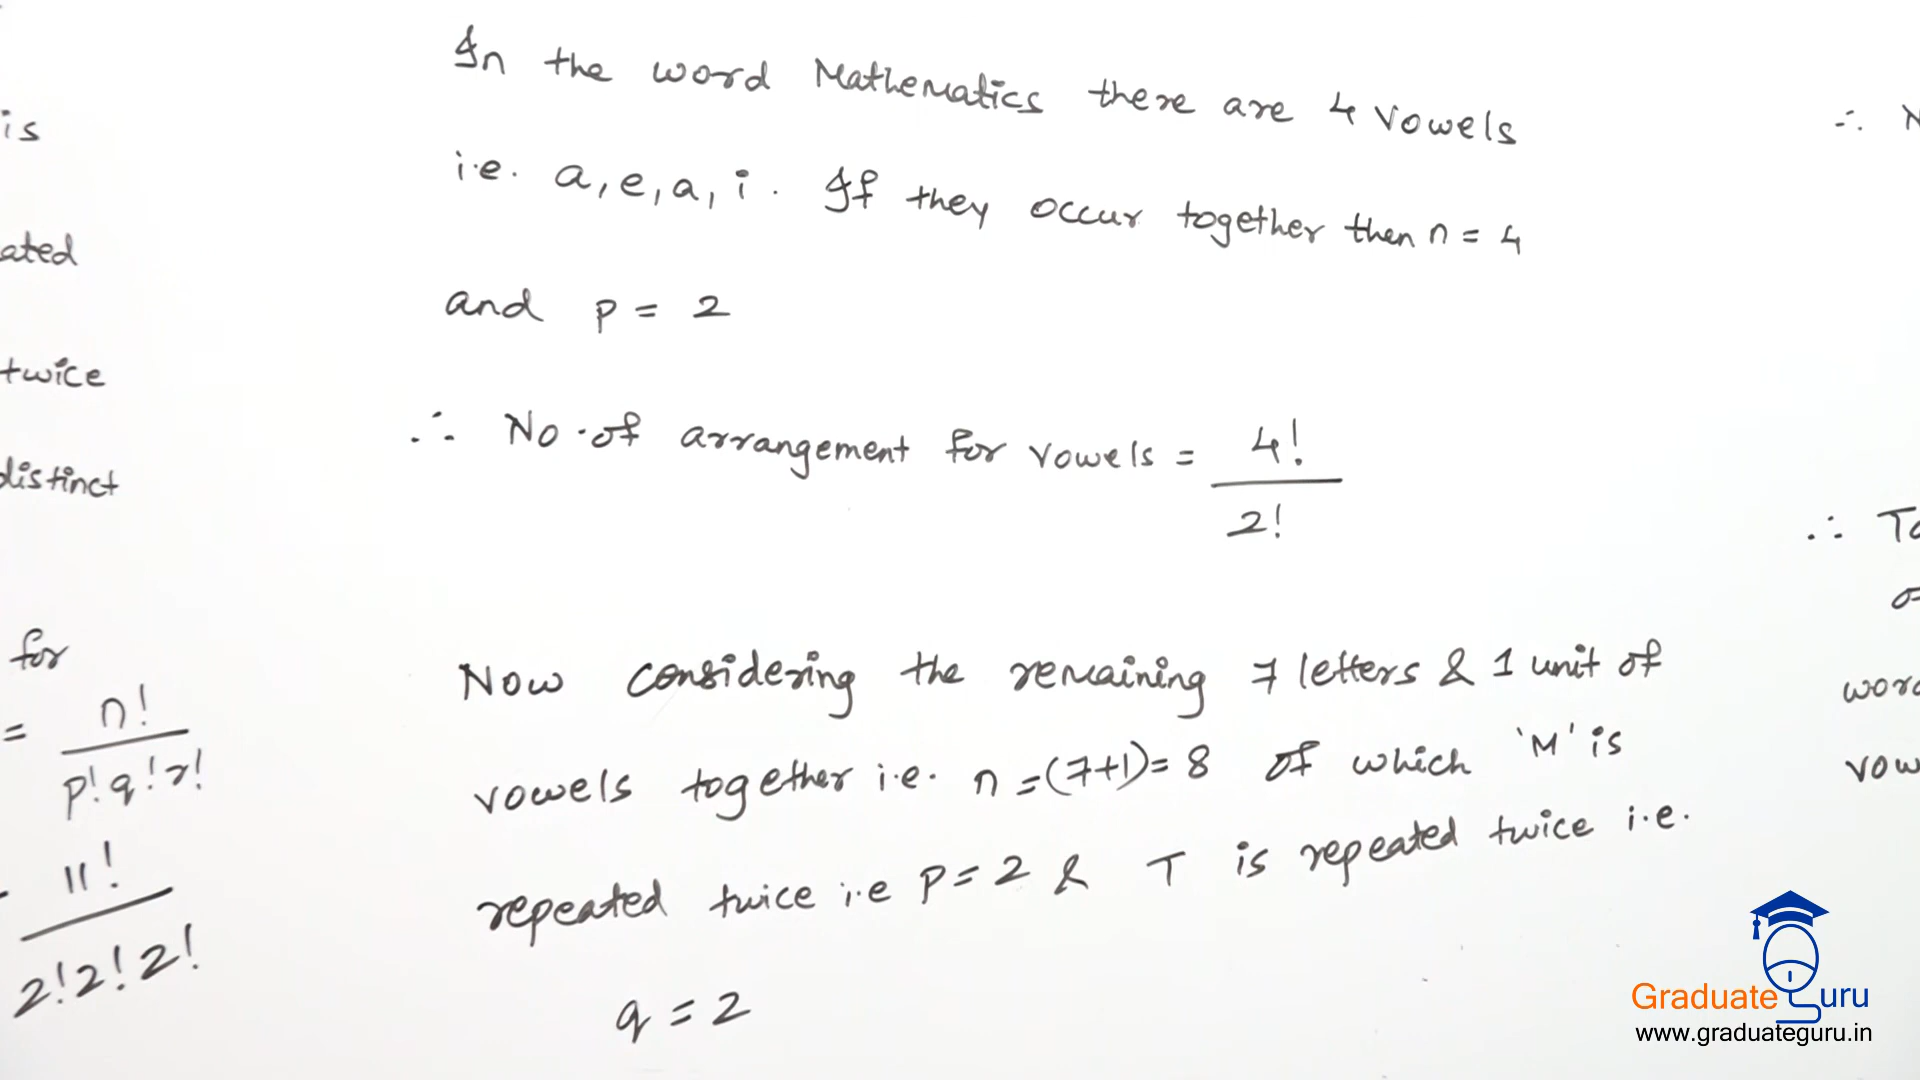 is
ated
twice
distinct
for
= n!
p! q! r!
11!
2! 2! 2!
In the word Mathematics there are 4 vowels
i.e. a, e, a, i. If they occur together then n = 4
and p = 2
∴ No. of arrangement for vowels = 4!
2!
Now considering the remaining 7 letters & 1 unit of
vowels together i.e. n = (7+1) = 8 of which 'M' is
repeated twice i.e p = 2 & T is repeated twice i.e.
q = 2
∴ N
∴ To
o
word
vow
Graduate Guru
www.graduateguru.in